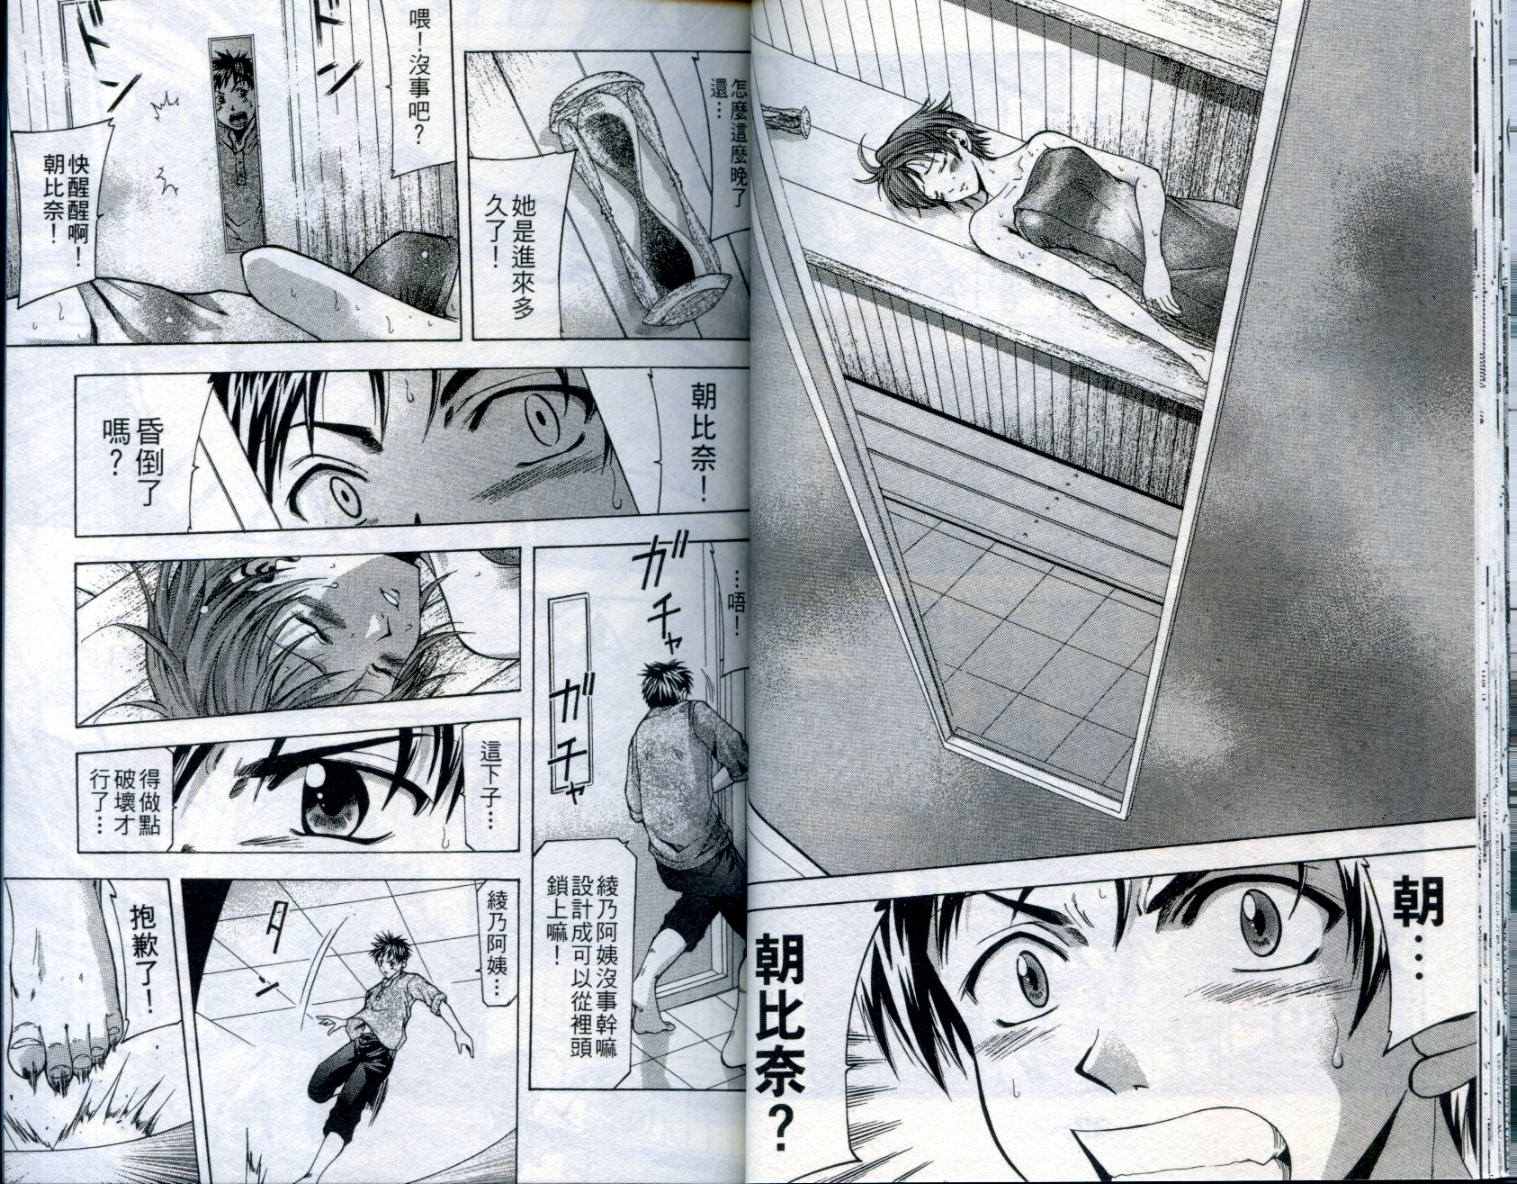 朝…
朝比奈？
怎麼這麼晚了
還…
她是進來多
久了！
喂！沒事吧？
ドン
ドン
快醒醒啊！
朝比奈！
朝比奈！
昏倒了
嗎？
…唔！
ガチャ
ガチャ
綾乃阿姨沒事幹嘛
設計成可以從裡頭
鎖上嘛！
這下子…
得做點
破壞才
行了…
綾乃阿姨…
タッ
抱歉了！